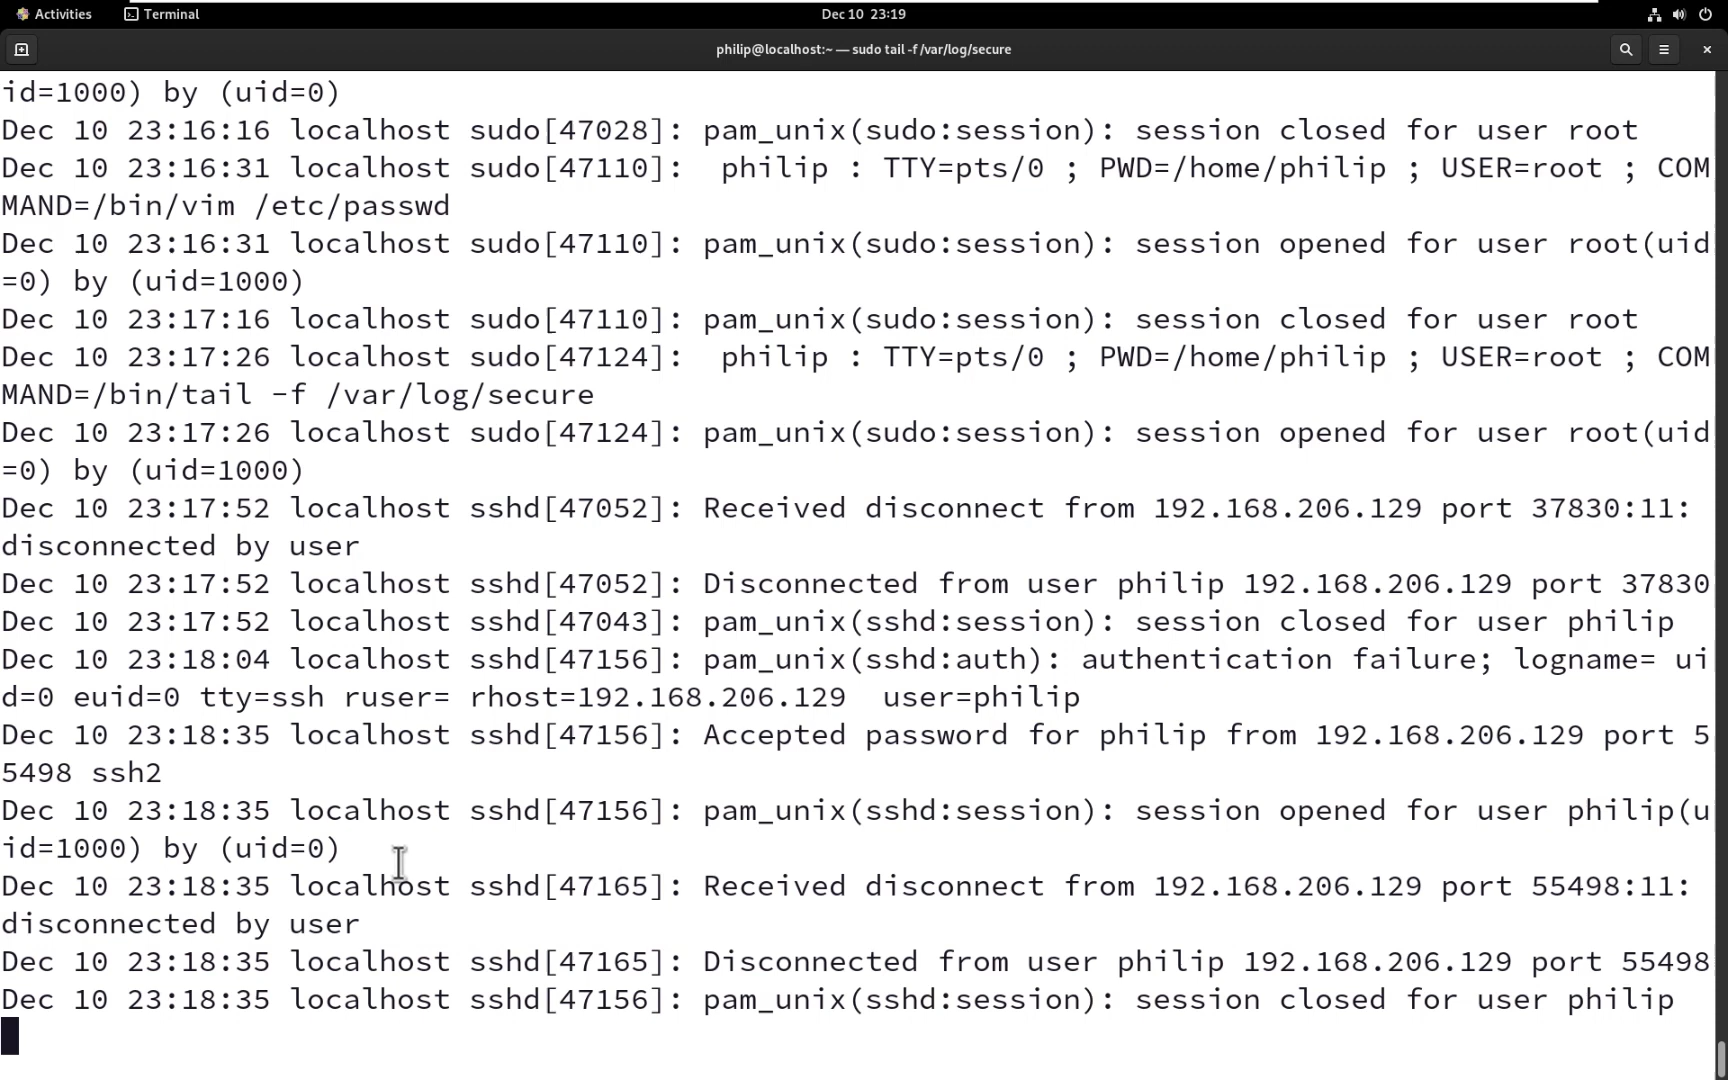 Activities Terminal Dec 10 23:19
philip@localhost:~ — sudo tail -f /var/log/secure
id=1000) by (uid=0)
Dec 10 23:16:16 localhost sudo[47028]: pam_unix(sudo:session): session closed for user root
Dec 10 23:16:31 localhost sudo[47110]:  philip : TTY=pts/0 ; PWD=/home/philip ; USER=root ; COM
MAND=/bin/vim /etc/passwd
Dec 10 23:16:31 localhost sudo[47110]: pam_unix(sudo:session): session opened for user root(uid
=0) by (uid=1000)
Dec 10 23:17:16 localhost sudo[47110]: pam_unix(sudo:session): session closed for user root
Dec 10 23:17:26 localhost sudo[47124]:  philip : TTY=pts/0 ; PWD=/home/philip ; USER=root ; COM
MAND=/bin/tail -f /var/log/secure
Dec 10 23:17:26 localhost sudo[47124]: pam_unix(sudo:session): session opened for user root(uid
=0) by (uid=1000)
Dec 10 23:17:52 localhost sshd[47052]: Received disconnect from 192.168.206.129 port 37830:11:
disconnected by user
Dec 10 23:17:52 localhost sshd[47052]: Disconnected from user philip 192.168.206.129 port 37830
Dec 10 23:17:52 localhost sshd[47043]: pam_unix(sshd:session): session closed for user philip
Dec 10 23:18:04 localhost sshd[47156]: pam_unix(sshd:auth): authentication failure; logname= ui
d=0 euid=0 tty=ssh ruser= rhost=192.168.206.129  user=philip
Dec 10 23:18:35 localhost sshd[47156]: Accepted password for philip from 192.168.206.129 port 5
5498 ssh2
Dec 10 23:18:35 localhost sshd[47156]: pam_unix(sshd:session): session opened for user philip(u
id=1000) by (uid=0)
Dec 10 23:18:35 localhost sshd[47165]: Received disconnect from 192.168.206.129 port 55498:11:
disconnected by user
Dec 10 23:18:35 localhost sshd[47165]: Disconnected from user philip 192.168.206.129 port 55498
Dec 10 23:18:35 localhost sshd[47156]: pam_unix(sshd:session): session closed for user philip